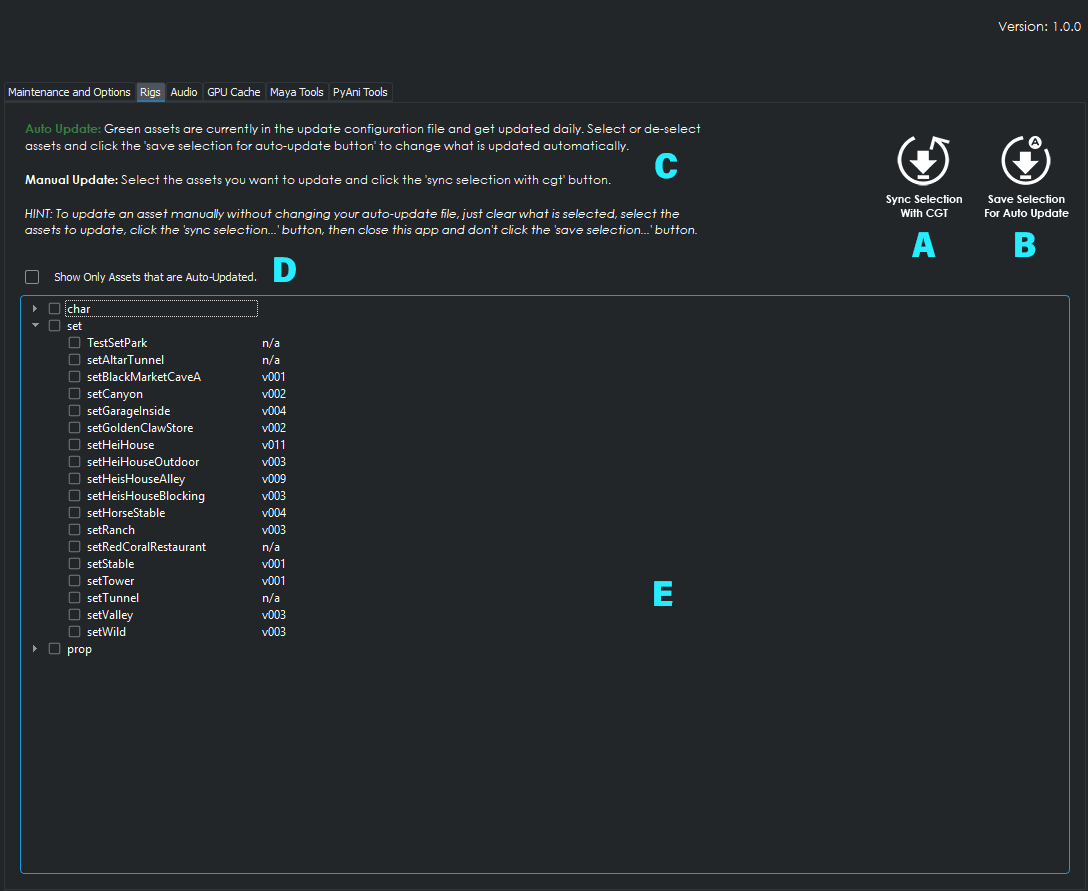 Version: 1.0.0
Maintenance and Options Rigs Audio GPU Cache Maya Tools PyAni Tools
Auto Update: Green assets are currently in the update configuration file and get updated daily. Select or de-select
assets and click the 'save selection for auto-update button' to change what is updated automatically.
Manual Update: Select the assets you want to update and click the 'sync selection with cgt' button.
HINT: To update an asset manually without changing your auto-update file, just clear what is selected, select the
assets to update, click the 'sync selection...' button, then close this app and don't click the 'save selection...' button.
C
A
Sync Selection
With CGT
Save Selection
For Auto Update
A
B
Show Only Assets that are Auto-Updated.
D
char
set
TestSetPark n/a
setAltarTunnel n/a
setBlackMarketCaveA v001
setCanyon v002
setGarageInside v004
setGoldenClawStore v002
setHeiHouse v011
setHeiHouseOutdoor v003
setHeisHouseAlley v009
setHeisHouseBlocking v003
setHorseStable v004
setRanch v003
setRedCoralRestaurant n/a
setStable v001
setTower v001
setTunnel n/a
setValley v003
setWild v003
prop
E